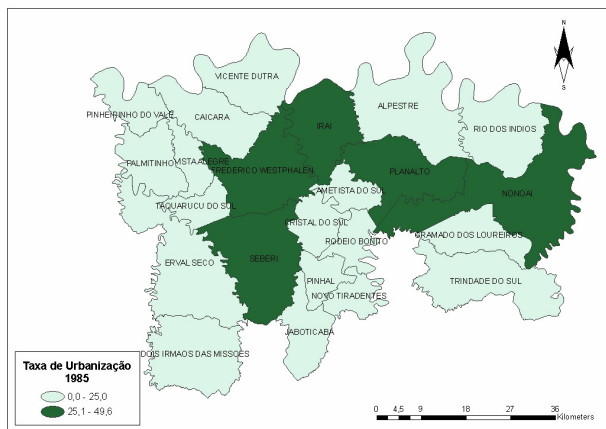 N
S
VICENTE DUTRA
ALPESTRE
PINHEIRINHO DO VALE
CAICARA
IRAI
RIO DOS INDIOS
PALMITINHO
VISTA ALEGRE
FREDERICO WESTPHALEN
PLANALTO
AMETISTA DO SUL
NONOAI
TAQUARUCU DO SUL
CRISTAL DO SUL
GRAMADO DOS LOUREIROS
RODEIO BONITO
ERVAL SECO
SEBERI
PINHAL
TRINDADE DO SUL
NOVO TIRADENTES
JABOTICABA
DOIS IRMAOS DAS MISSOES
Taxa de Urbanização
1985
0,0 - 25,0
25,1 - 49,6
0 4,5 9 18 27 36
Kilometers